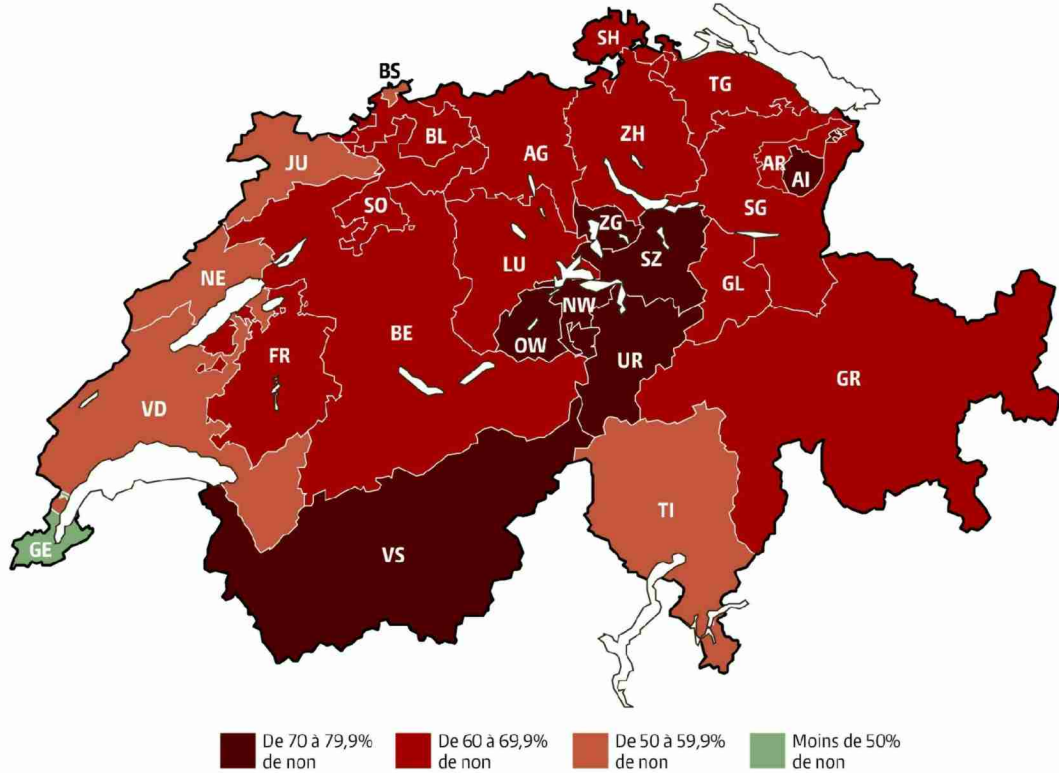 SH
BS
TG
BL
ZH
AG
JU
AR
AI
SO
SG
ZG
SZ
LU
NE
GL
NW
BE
OW
FR
UR
GR
VD
TI
GE
VS
De 70 à 79,9%
de non
De 60 à 69,9%
de non
De 50 à 59,9%
de non
Moins de 50%
de non